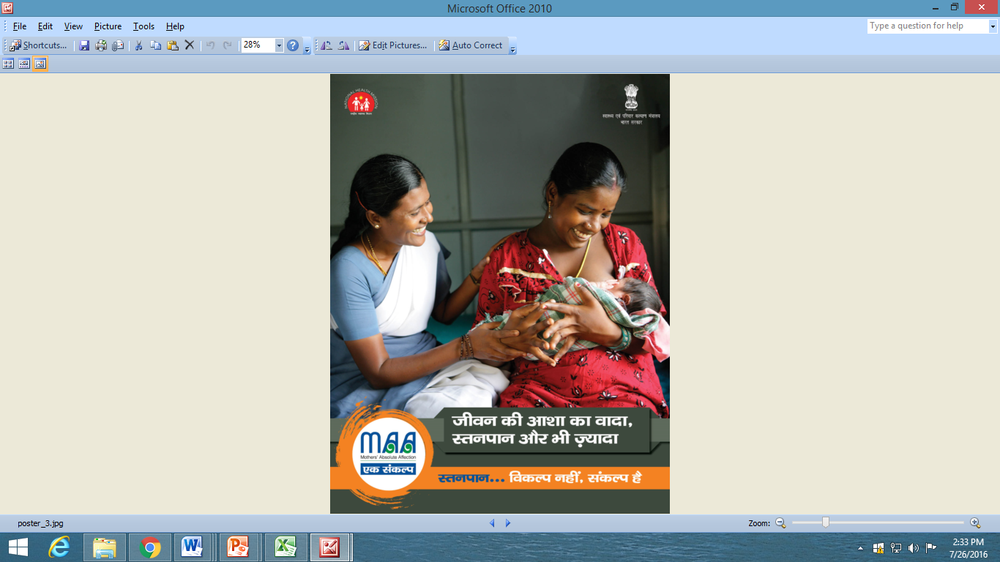 Microsoft Office 2010
File Edit View Picture Tools Help
Type a question for help
Shortcuts...
28%
Edit Pictures...
Auto Correct
NATIONAL HEALTH MISSION
राष्ट्रीय स्वास्थ्य मिशन
स्वास्थ्य एवं परिवार कल्याण मंत्रालय
भारत सरकार
जीवन की आशा का वादा,
स्तनपान और भी ज़्यादा
MAA
Mothers' Absolute Affection
एक संकल्प
स्तनपान... विकल्प नहीं, संकल्प है
poster_3.jpg
Zoom:
2:33 PM
7/26/2016